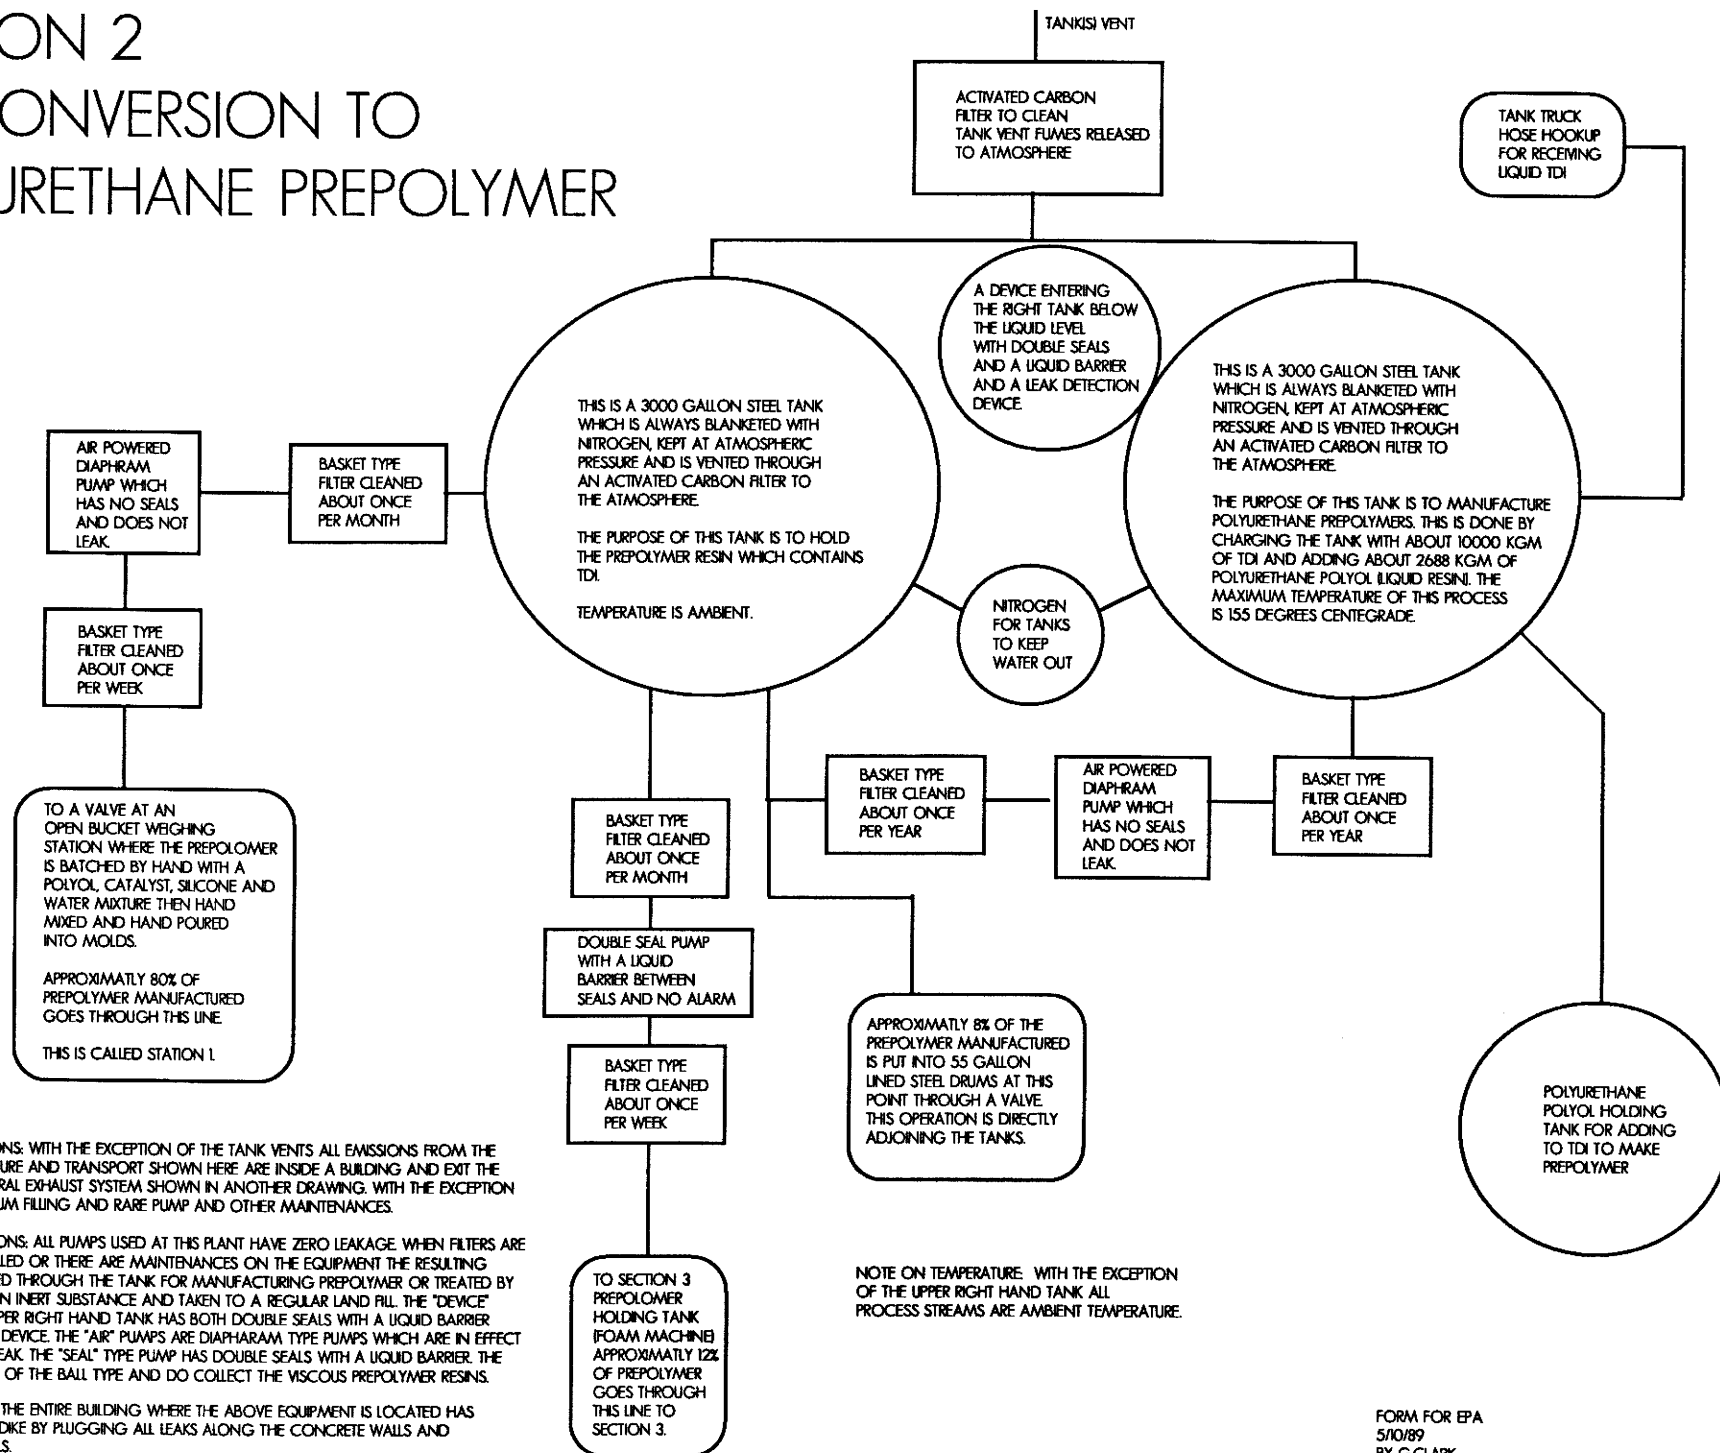 ON 2
ONVERSION TO
URETHANE PREPOLYMER
TANK(S) VENT
ACTIVATED CARBON
FILTER TO CLEAN
TANK VENT FUMES RELEASED
TO ATMOSPHERE
TANK TRUCK
HOSE HOOKUP
FOR RECEIVING
LIQUID TDI
A DEVICE ENTERING
THE RIGHT TANK BELOW
THE LIQUID LEVEL
WITH DOUBLE SEALS
AND A LIQUID BARRIER
AND A LEAK DETECTION
DEVICE.
THIS IS A 3000 GALLON STEEL TANK
WHICH IS ALWAYS BLANKETED WITH
NITROGEN, KEPT AT ATMOSPHERIC
PRESSURE AND IS VENTED THROUGH
AN ACTIVATED CARBON FILTER TO
THE ATMOSPHERE.
THE PURPOSE OF THIS TANK IS TO HOLD
THE PREPOLYMER RESIN WHICH CONTAINS
TDI.
TEMPERATURE IS AMBIENT.
THIS IS A 3000 GALLON STEEL TANK
WHICH IS ALWAYS BLANKETED WITH
NITROGEN, KEPT AT ATMOSPHERIC
PRESSURE AND IS VENTED THROUGH
AN ACTIVATED CARBON FILTER TO
THE ATMOSPHERE.
THE PURPOSE OF THIS TANK IS TO MANUFACTURE
POLYURETHANE PREPOLYMERS. THIS IS DONE BY
CHARGING THE TANK WITH ABOUT 10000 KGM
OF TDI AND ADDING ABOUT 2688 KGM OF
POLYURETHANE POLYOL (LIQUID RESIN). THE
MAXIMUM TEMPERATURE OF THIS PROCESS
IS 155 DEGREES CENTEGRADE.
AIR POWERED
DIAPHRAM
PUMP WHICH
HAS NO SEALS
AND DOES NOT
LEAK.
BASKET TYPE
FILTER CLEANED
ABOUT ONCE
PER MONTH
NITROGEN
FOR TANKS
TO KEEP
WATER OUT
BASKET TYPE
FILTER CLEANED
ABOUT ONCE
PER WEEK
BASKET TYPE
FILTER CLEANED
ABOUT ONCE
PER YEAR
AIR POWERED
DIAPHRAM
PUMP WHICH
HAS NO SEALS
AND DOES NOT
LEAK.
BASKET TYPE
FILTER CLEANED
ABOUT ONCE
PER YEAR
TO A VALVE AT AN
OPEN BUCKET WEIGHING
STATION WHERE THE PREPOLOMER
IS BATCHED BY HAND WITH A
POLYOL, CATALYST, SILICONE AND
WATER MIXTURE THEN HAND
MIXED AND HAND POURED
INTO MOLDS.
APPROXIMATLY 80% OF
PREPOLYMER MANUFACTURED
GOES THROUGH THIS LINE.
THIS IS CALLED STATION 1.
BASKET TYPE
FILTER CLEANED
ABOUT ONCE
PER MONTH
DOUBLE SEAL PUMP
WITH A LIQUID
BARRIER BETWEEN
SEALS AND NO ALARM
BASKET TYPE
FILTER CLEANED
ABOUT ONCE
PER WEEK
APPROXIMATLY 8% OF THE
PREPOLYMER MANUFACTURED
IS PUT INTO 55 GALLON
LINED STEEL DRUMS AT THIS
POINT THROUGH A VALVE.
THIS OPERATION IS DIRECTLY
ADJOINING THE TANKS.
POLYURETHANE
POLYOL HOLDING
TANK FOR ADDING
TO TDI TO MAKE
PREPOLYMER
ONS: WITH THE EXCEPTION OF THE TANK VENTS ALL EMISSIONS FROM THE
URE AND TRANSPORT SHOWN HERE ARE INSIDE A BUILDING AND EXIT THE
RAL EXHAUST SYSTEM SHOWN IN ANOTHER DRAWING. WITH THE EXCEPTION
UM FILLING AND RARE PUMP AND OTHER MAINTENANCES.
ONS: ALL PUMPS USED AT THIS PLANT HAVE ZERO LEAKAGE. WHEN FILTERS ARE
LED OR THERE ARE MAINTENANCES ON THE EQUIPMENT THE RESULTING
ED THROUGH THE TANK FOR MANUFACTURING PREPOLYMER OR TREATED BY
N INERT SUBSTANCE AND TAKEN TO A REGULAR LAND FILL. THE "DEVICE"
PER RIGHT HAND TANK HAS BOTH DOUBLE SEALS WITH A LIQUID BARRIER
DEVICE. THE "AIR" PUMPS ARE DIAPHARAM TYPE PUMPS WHICH ARE IN EFFECT
EAK. THE "SEAL" TYPE PUMP HAS DOUBLE SEALS WITH A LIQUID BARRIER. THE
OF THE BALL TYPE AND DO COLLECT THE VISCOUS PREPOLYMER RESINS.
THE ENTIRE BUILDING WHERE THE ABOVE EQUIPMENT IS LOCATED HAS
DIKE BY PLUGGING ALL LEAKS ALONG THE CONCRETE WALLS AND
S.
TO SECTION 3
PREPOLOMER
HOLDING TANK
(FOAM MACHINE)
APPROXIMATLY 12%
OF PREPOLYMER
GOES THROUGH
THIS LINE TO
SECTION 3.
NOTE ON TEMPERATURE: WITH THE EXCEPTION
OF THE UPPER RIGHT HAND TANK ALL
PROCESS STREAMS ARE AMBIENT TEMPERATURE.
FORM FOR EPA
5/10/89
BY G CLARK